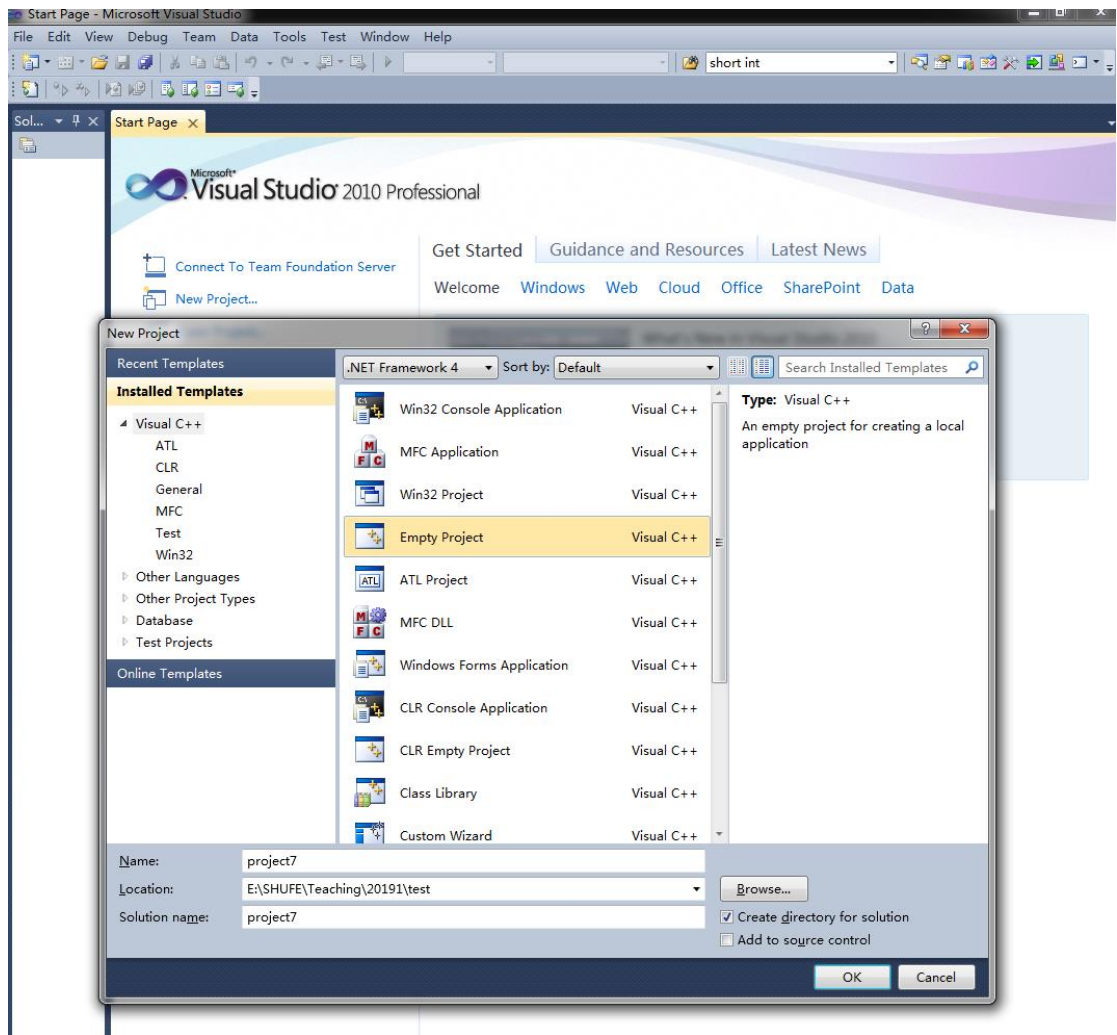 Start Page - Microsoft Visual Studio
File Edit View Debug Team Data Tools Test Window Help
short int
Sol...
Start Page
Microsoft
Visual Studio 2010 Professional
Connect To Team Foundation Server
New Project...
Get Started Guidance and Resources Latest News
Welcome Windows Web Cloud Office SharePoint Data
New Project
Recent Templates
Installed Templates
Visual C++
ATL
CLR
General
MFC
Test
Win32
Other Languages
Other Project Types
Database
Test Projects
Online Templates
.NET Framework 4 Sort by: Default
Search Installed Templates
Win32 Console Application Visual C++
MFC Application Visual C++
Win32 Project Visual C++
Empty Project Visual C++
ATL Project Visual C++
MFC DLL Visual C++
Windows Forms Application Visual C++
CLR Console Application Visual C++
CLR Empty Project Visual C++
Class Library Visual C++
Custom Wizard Visual C++
Type: Visual C++
An empty project for creating a local
application
Name: project7
Location: E:\SHUFE\Teaching\20191\test
Browse...
Solution name: project7
Create directory for solution
Add to source control
OK Cancel